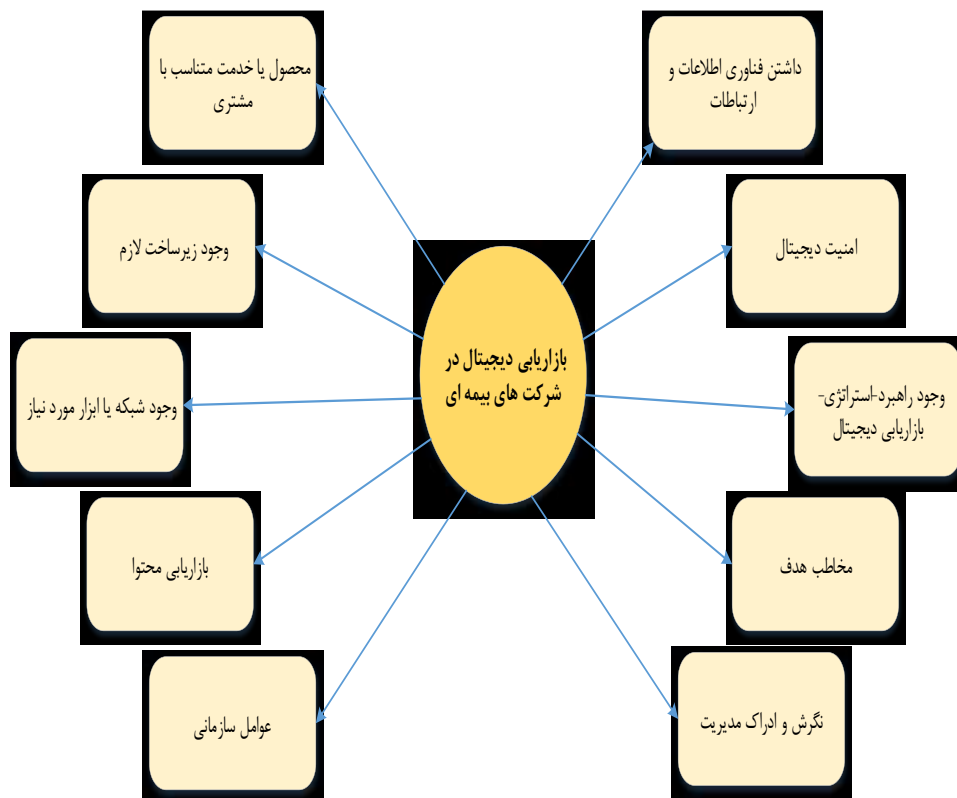 داشتن فناوری اطلاعات و
ارتباطات
محصول یا خدمت متناسب با
مشتری
امنیت دیجیتال
وجود زیرساخت لازم
بازاریابی دیجیتال در
شرکت های بیمه ای
وجود راهبرد-استراتژی-
بازاریابی دیجیتال
وجود شبکه یا ابزار مورد نیاز
مخاطب هدف
بازاریابی محتوا
نگرش و ادراک مدیریت
عوامل سازمانی